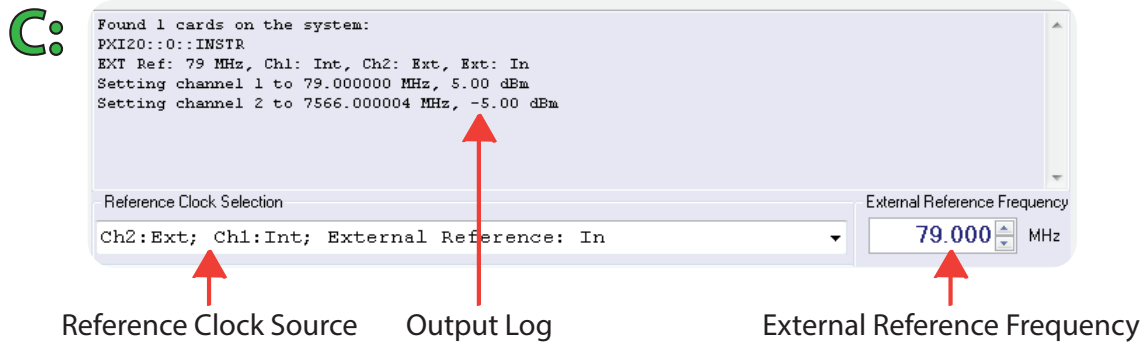 C:
Found 1 cards on the system:
PXI20::0::INSTR
EXT Ref: 79 MHz, Ch1: Int, Ch2: Ext, Ext: In
Setting channel 1 to 79.000000 MHz, 5.00 dBm
Setting channel 2 to 7566.000004 MHz, -5.00 dBm
Reference Clock Selection
External Reference Frequency
Ch2:Ext; Ch1:Int; External Reference: In
79.000 MHz
Reference Clock Source
Output Log
External Reference Frequency